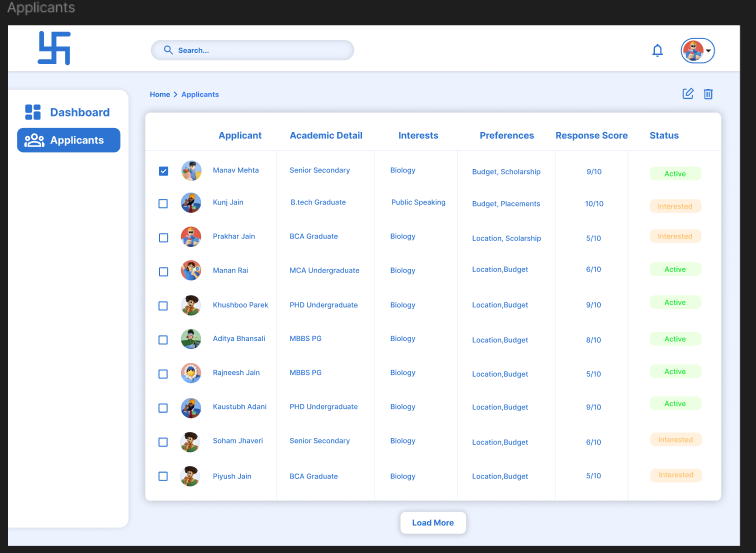 Applicants
Search...
Home > Applicants
Dashboard
Applicants
Applicant Academic Detail Interests Preferences Response Score Status
Manav Mehta Senior Secondary Biology Budget, Scholarship 9/10 Active
Kunj Jain B.tech Graduate Public Speaking Budget, Placements 10/10 Interested
Prakhar Jain BCA Graduate Biology Location, Scolarship 5/10 Interested
Manan Rai MCA Undergraduate Biology Location,Budget 6/10 Active
Khushboo Parek PHD Undergraduate Biology Location,Budget 9/10 Active
Aditya Bhansali MBBS PG Biology Location,Budget 8/10 Active
Rajneesh Jain MBBS PG Biology Location,Budget 5/10 Active
Kaustubh Adani PHD Undergraduate Biology Location,Budget 9/10 Active
Soham Jhaveri Senior Secondary Biology Location,Budget 6/10 Interested
Piyush Jain BCA Graduate Biology Location,Budget 5/10 Interested
Load More